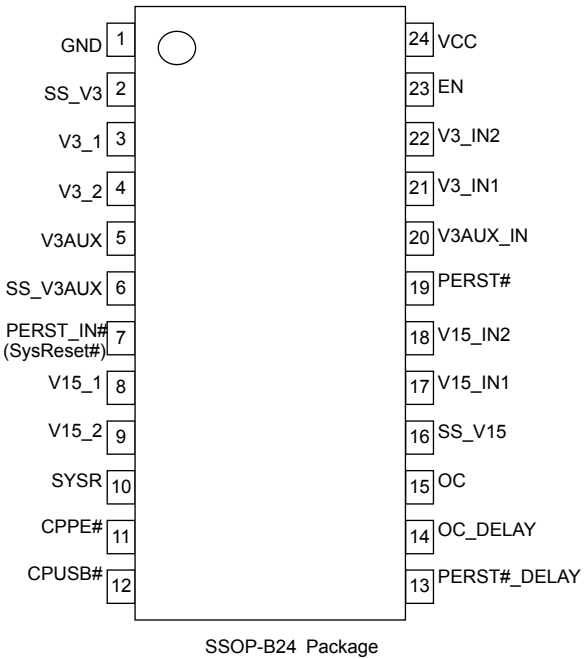 GND 1
SS_V3 2
V3_1 3
V3_2 4
V3AUX 5
SS_V3AUX 6
PERST_IN#
(SysReset#) 7
V15_1 8
V15_2 9
SYSR 10
CPPE# 11
CPUSB# 12
24 VCC
23 EN
22 V3_IN2
21 V3_IN1
20 V3AUX_IN
19 PERST#
18 V15_IN2
17 V15_IN1
16 SS_V15
15 OC
14 OC_DELAY
13 PERST#_DELAY
SSOP-B24 Package